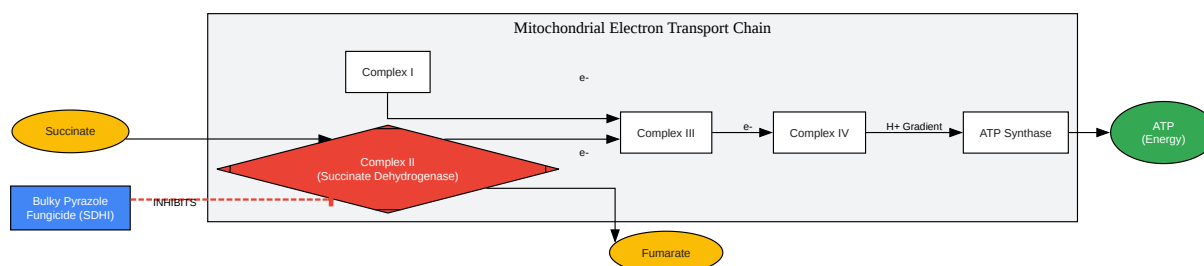 Mitochondrial Electron Transport Chain
Complex I
e-
Succinate
Complex II
(Succinate Dehydrogenase)
e-
Complex III
e-
Complex IV
H+ Gradient
ATP Synthase
ATP
(Energy)
Bulky Pyrazole
Fungicide (SDHI)
INHIBITS
Fumarate